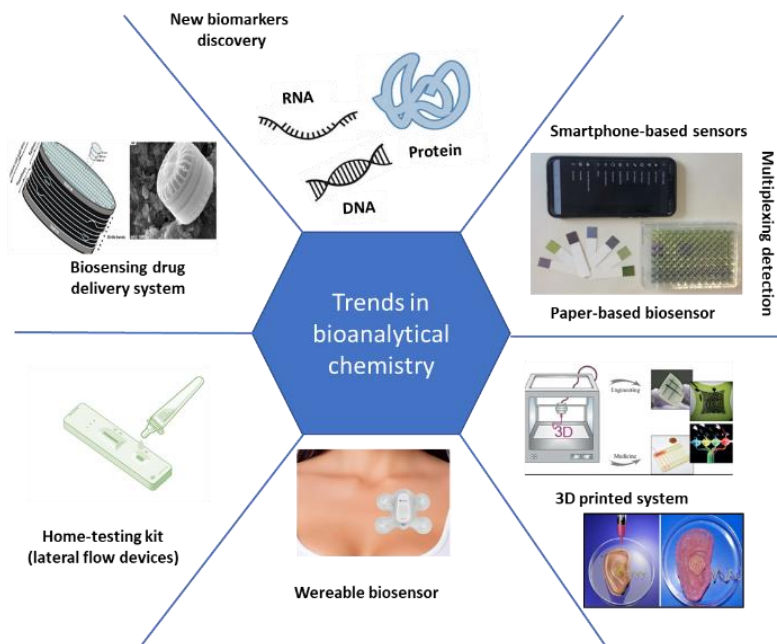 New biomarkers
discovery
RNA
Protein
DNA
Smartphone-based sensors
Multiplexing detection
Paper-based biosensor
Biosensing drug
delivery system
Trends in
bioanalytical
chemistry
Engineering
3D
Medicine
3D printed system
Home-testing kit
(lateral flow devices)
Wereable biosensor